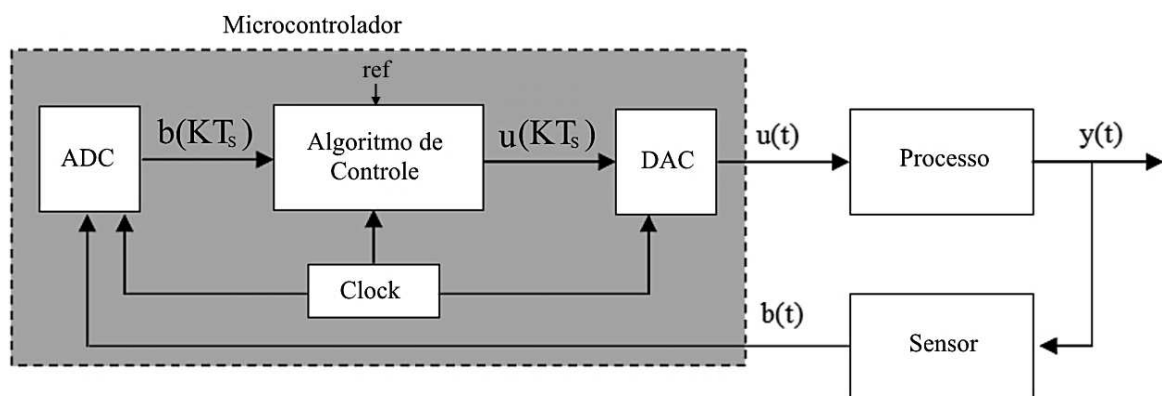 Microcontrolador
ref
ADC
b(KTₛ)
Algoritmo de
Controle
u(KTₛ)
DAC
u(t)
Processo
y(t)
Clock
b(t)
Sensor